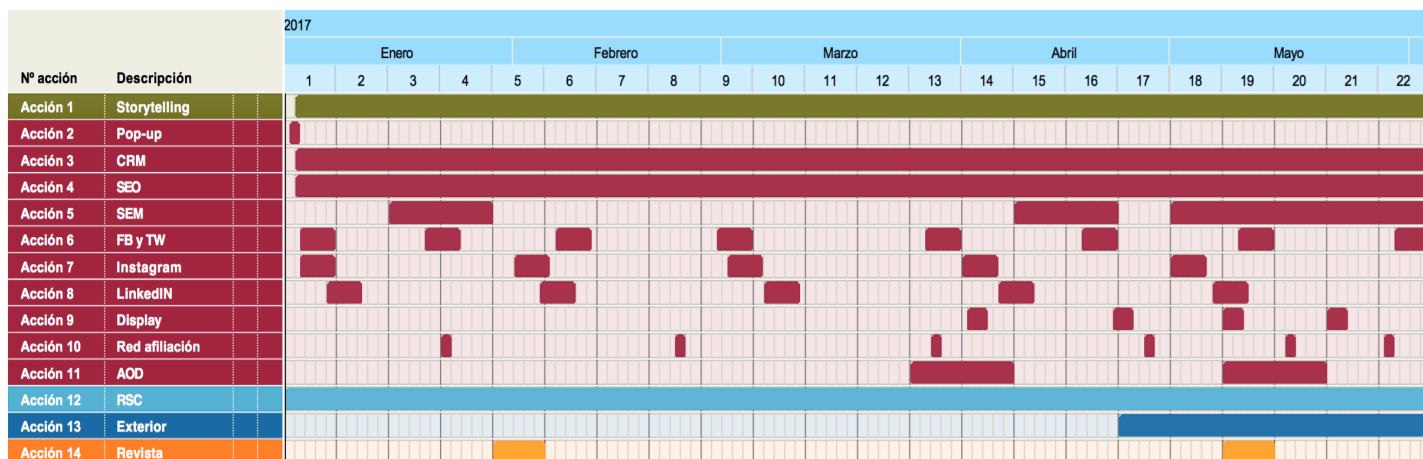 2017
Enero Febrero Marzo Abril Mayo
Nº acción Descripción 1 2 3 4 5 6 7 8 9 10 11 12 13 14 15 16 17 18 19 20 21 22
Acción 1 Storytelling
Acción 2 Pop-up
Acción 3 CRM
Acción 4 SEO
Acción 5 SEM
Acción 6 FB y TW
Acción 7 Instagram
Acción 8 LinkedIN
Acción 9 Display
Acción 10 Red afiliación
Acción 11 AOD
Acción 12 RSC
Acción 13 Exterior
Acción 14 Revista